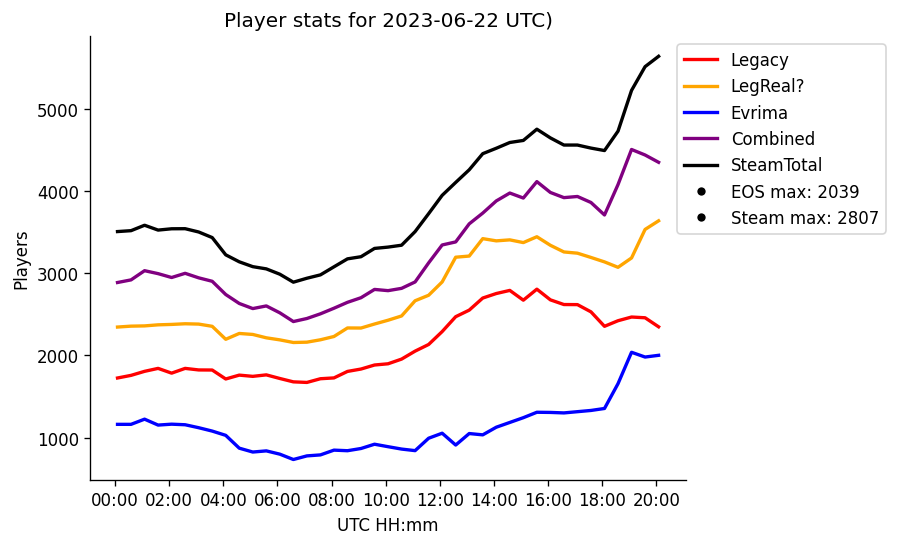 Player stats for 2023-06-22 UTC)
Legacy
LegReal?
Evrima
Combined
SteamTotal
EOS max: 2039
Steam max: 2807
Players
5000
4000
3000
2000
1000
00:00 02:00 04:00 06:00 08:00 10:00 12:00 14:00 16:00 18:00 20:00
UTC HH:mm